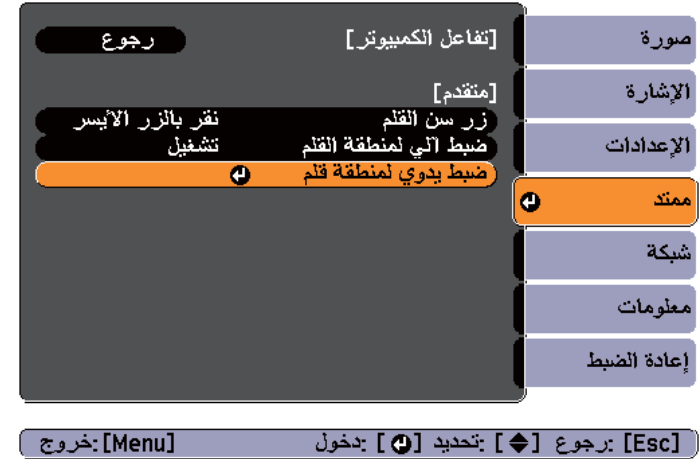 صورة
الإشارة
الإعدادات
ممتد
شبكة
معلومات
إعادة الضبط
[تفاعل الكمبيوتر] رجوع
[متقدم]
زر سن القلم نقر بالزر الأيسر
ضبط آلي لمنطقة القلم تشغيل
ضبط يدوي لمنطقة قلم
[Esc] :رجوع [ ] :تحديد [ ] :دخول [Menu]:خروج